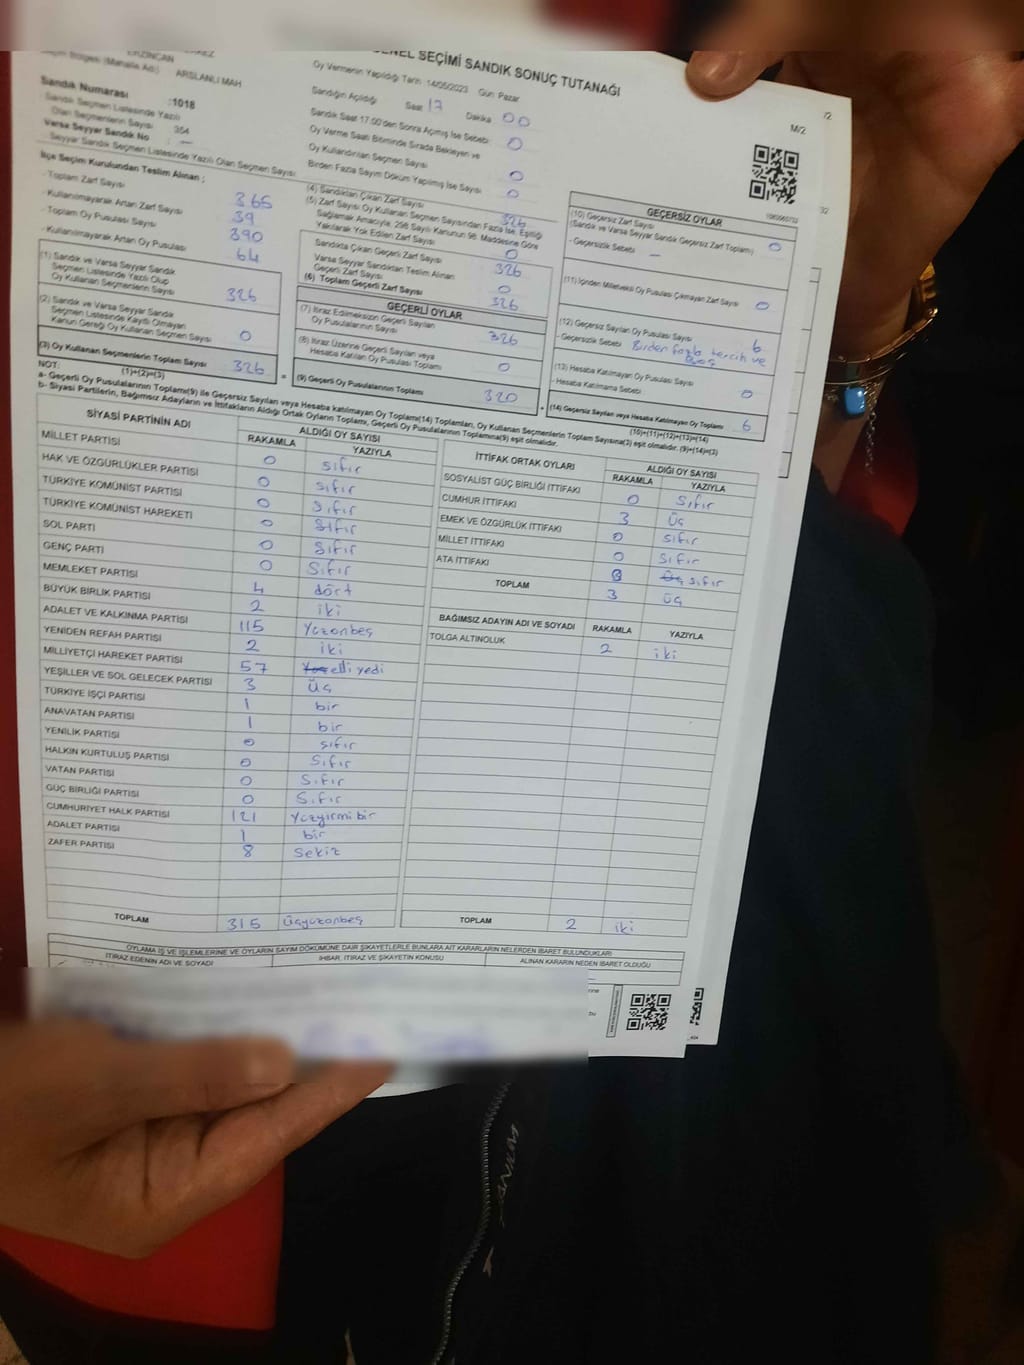 GENEL SEÇİMİ SANDIK SONUÇ TUTANAĞI
ERZİNCAN
Seçim Bölgesi (Mahalle Adı) ARSLANLI MAH
Sandık Numarası :1018
Sandık Seçmen Listesinde Yazılı
Olan Seçmenlerin Sayısı 354
Varsa Seyyar Sandık No : —
Seyyar Sandık Seçmen Listesinde Yazılı Olan Seçmen Sayısı
Oy Vermenin Yapıldığı Tarih :14/05/2023 Gün Pazar
Sandığın Açıldığı Saat 17 Dakika 00
Sandık Saat 17.00'den Sonra Açılmış İse Sebebi 0
Oy Verme Saati Bitiminde Sırada Bekleyen ve
Oy Kullandırılan Seçmen Sayısı 0
Birden Fazla Sayım Döküm Yapılmış İse Sayısı 0
M/2
İlçe Seçim Kurulundan Teslim Alınan ;
- Toplam Zarf Sayısı 365
- Kullanılmayarak Artan Zarf Sayısı 39
- Toplam Oy Pusulası Sayısı 390
- Kullanılmayarak Artan Oy Pusulası 64
(1) Sandık ve Varsa Seyyar Sandık
Seçmen Listesinde Yazılı Olup
Oy Kullanan Seçmenlerin Sayısı 326
(2) Sandık ve Varsa Seyyar Sandık
Seçmen Listesinde Kayıtlı Olmayan
Kanun Gereği Oy Kullanan Seçmen Sayısı 0
(3) Oy Kullanan Seçmenlerin Toplam Sayısı 326
(1)+(2)=(3)
(4) Sandıktan Çıkan Zarf Sayısı 326
(5) Zarf Sayısı Oy Kullanan Seçmen Sayısından Fazla İse, Eşitliği
Sağlamak Amacıyla, 298 Sayılı Kanunun 98. Maddesine Göre
Yakılarak Yok Edilen Zarf Sayısı 0
Sandıkta Çıkan Geçerli Zarf Sayısı 326
Varsa Seyyar Sandıktan Teslim Alınan
Geçerli Zarf Sayısı 0
(6) Toplam Geçerli Zarf Sayısı 326
GEÇERLİ OYLAR
(7) İtiraz Edilmeksizin Geçerli Sayılan
Oy Pusulalarının Sayısı 326
(8) İtiraz Üzerine Geçerli Sayılan veya
Hesaba Katılan Oy Pusulası Toplamı 0
(9) Geçerli Oy Pusulalarının Toplamı 320
GEÇERSİZ OYLAR
(10) Geçersiz Zarf Sayısı
(Sandık ve Varsa Seyyar Sandık Geçersiz Zarf Toplamı) 0
- Geçersizlik Sebebi —
(11) İçinden Milletvekili Oy Pusulası Çıkmayan Zarf Sayısı 0
(12) Geçersiz Sayılan Oy Pusulası Sayısı 6
- Geçersizlik Sebebi Birden fazla tercih ve
(13) Hesaba Katılmayan Oy Pusulası Sayısı 0
- Hesaba Katılmama Sebebi
(14) Geçersiz Sayılan veya Hesaba Katılmayan Oy Toplamı 6
(10)+(11)+(12)+(13)=(14)
NOT:
a- Geçerli Oy Pusulalarının Toplamı(9) ile Geçersiz Sayılan veya Hesaba katılmayan Oy Toplamı(14) Toplamları, Oy Kullanan Seçmenlerin Toplam Sayısına(3) eşit olmalıdır. (9)+(14)=(3)
b- Siyasi Partilerin, Bağımsız Adayların ve İttifakların Aldığı Ortak Oyların Toplamı, Geçerli Oy Pusulalarının Toplamına(9) eşit olmalıdır.
SİYASİ PARTİNİN ADI ALDIĞI OY SAYISI
RAKAMLA YAZIYLA
MİLLET PARTİSİ 0 sıfır
HAK VE ÖZGÜRLÜKLER PARTİSİ 0 sıfır
TÜRKİYE KOMÜNİST PARTİSİ 0 sıfır
TÜRKİYE KOMÜNİST HAREKETİ 0 sıfır
SOL PARTİ 0 Sıfır
GENÇ PARTİ 0 Sıfır
MEMLEKET PARTİSİ 4 dört
BÜYÜK BİRLİK PARTİSİ 2 iki
ADALET VE KALKINMA PARTİSİ 115 Yüzonbeş
YENİDEN REFAH PARTİSİ 2 iki
MİLLİYETÇİ HAREKET PARTİSİ 57 elli yedi
YEŞİLLER VE SOL GELECEK PARTİSİ 3 üç
TÜRKİYE İŞÇİ PARTİSİ 1 bir
ANAVATAN PARTİSİ 1 bir
YENİLİK PARTİSİ 0 sıfır
HALKIN KURTULUŞ PARTİSİ 0 Sıfır
VATAN PARTİSİ 0 Sıfır
GÜÇ BİRLİĞİ PARTİSİ 0 Sıfır
CUMHURİYET HALK PARTİSİ 121 Yüzyirmi bir
ADALET PARTİSİ 1 bir
ZAFER PARTİSİ 8 Sekiz
TOPLAM 315 üçyüzonbeş
İTTİFAK ORTAK OYLARI ALDIĞI OY SAYISI
RAKAMLA YAZIYLA
SOSYALİST GÜÇ BİRLİĞİ İTTİFAKI 0 Sıfır
CUMHUR İTTİFAKI 3 üç
EMEK VE ÖZGÜRLÜK İTTİFAKI 0 sıfır
MİLLET İTTİFAKI 0 sıfır
ATA İTTİFAKI 0 üç sıfır
TOPLAM 3 üç
BAĞIMSIZ ADAYIN ADI VE SOYADI RAKAMLA YAZIYLA
TOLGA ALTINOLUK 2 iki
TOPLAM 2 iki
OYLAMA İŞ VE İŞLEMLERİNE VE OYLARIN SAYIM DÖKÜMÜNE DAİR ŞİKAYETLERLE BUNLARA AİT KARARLARIN NELERDEN İBARET BULUNDUKLARI
İTİRAZ EDENİN ADI VE SOYADI İHBAR, İTİRAZ VE ŞİKAYETİN KONUSU ALINAN KARARIN NEDEN İBARET OLDUĞU